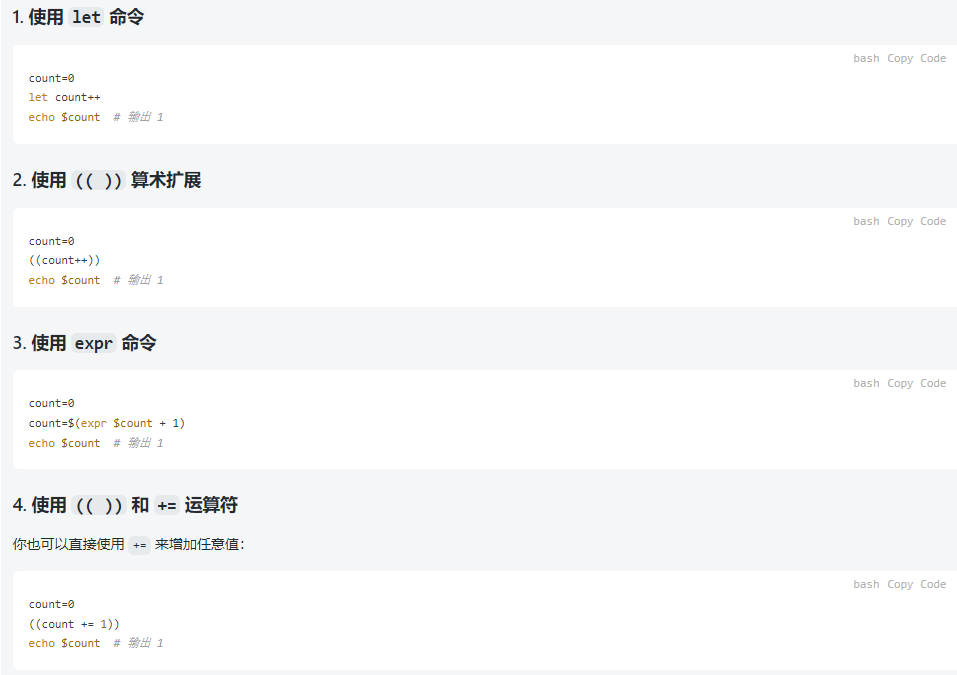 1. 使用 let 命令
bash Copy Code
count=0
let count++
echo $count  # 输出 1
2. 使用 (( )) 算术扩展
bash Copy Code
count=0
((count++))
echo $count  # 输出 1
3. 使用 expr 命令
bash Copy Code
count=0
count=$(expr $count + 1)
echo $count  # 输出 1
4. 使用 (( )) 和 += 运算符
你也可以直接使用 += 来增加任意值：
bash Copy Code
count=0
((count += 1))
echo $count  # 输出 1